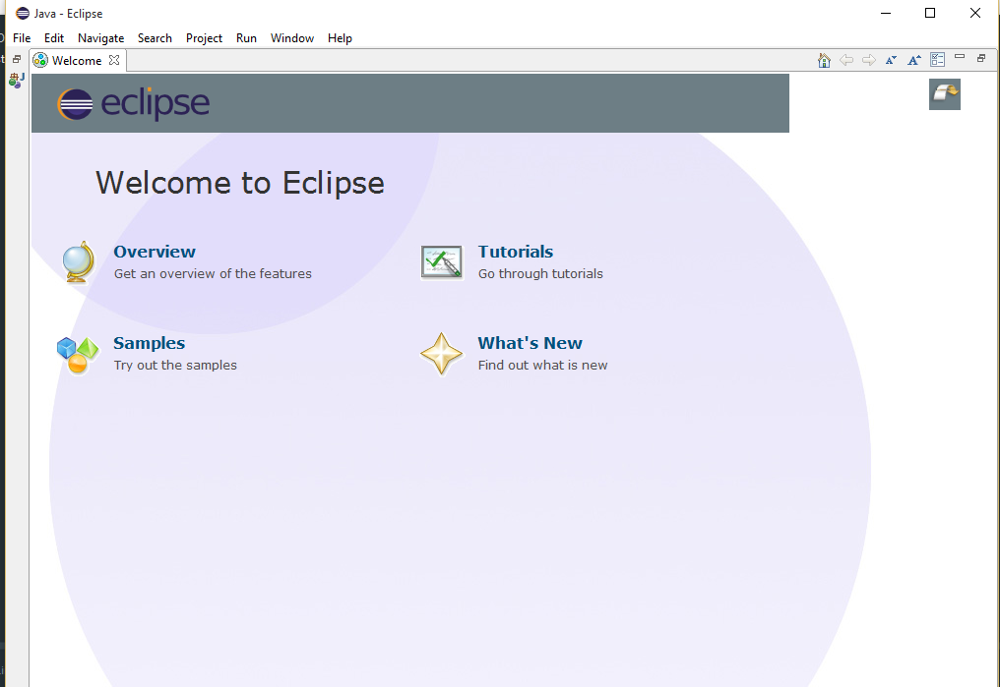 Java - Eclipse
File Edit Navigate Search Project Run Window Help
Welcome
eclipse
Welcome to Eclipse
Overview
Get an overview of the features
Tutorials
Go through tutorials
Samples
Try out the samples
What's New
Find out what is new